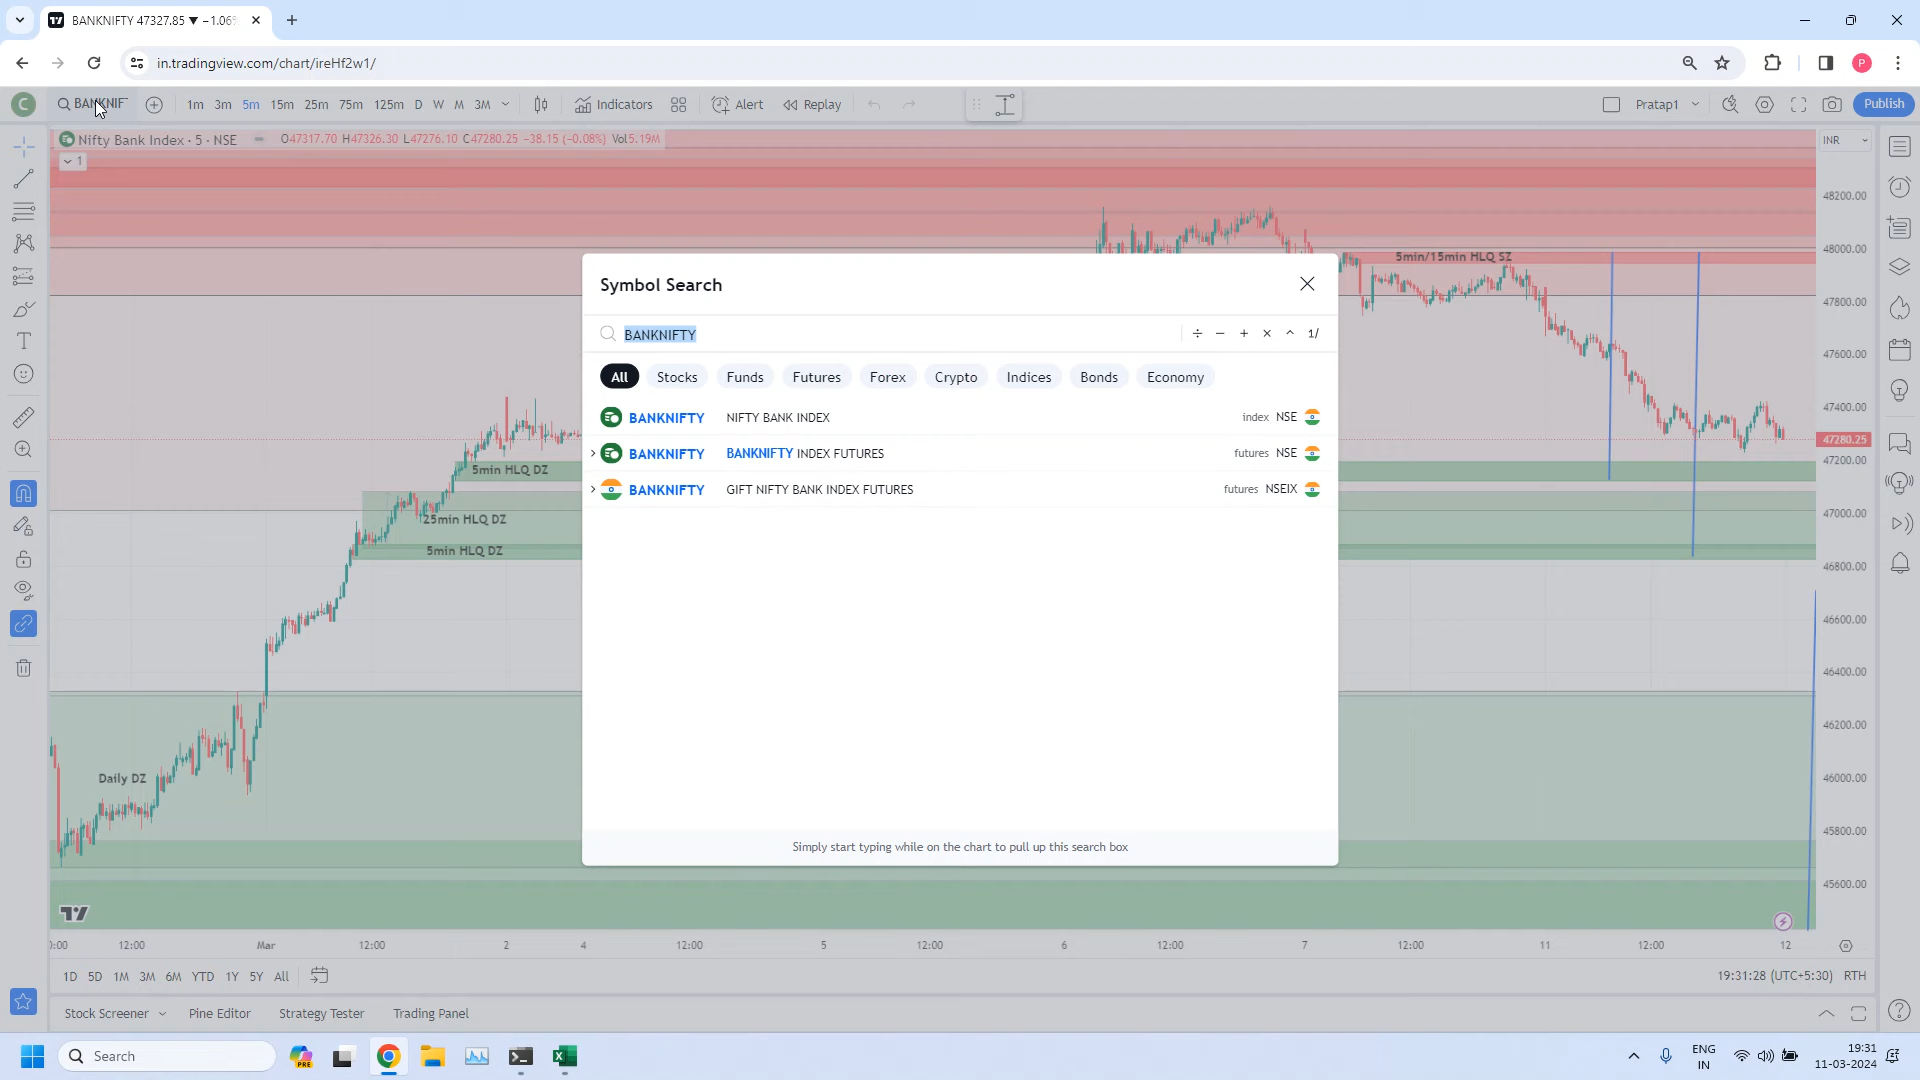 BANKNIFTY 47327.85 ▼ −1.06%
in.tradingview.com/chart/ireHf2w1/
C
BANKNIF
1m 3m 5m 15m 25m 75m 125m D W M 3M
Indicators
Alert
Replay
Pratap1
Publish
P
Nifty Bank Index · 5 · NSE
O47317.70 H47326.30 L47276.10 C47280.25 −38.15 (−0.08%) Vol5.19M
1
INR
48200.00
48000.00
47800.00
47600.00
47400.00
47280.25
47200.00
47000.00
46800.00
46600.00
46400.00
46200.00
46000.00
45800.00
45600.00
5min/15min HLQ SZ
5min HLQ DZ
25min HLQ DZ
5min HLQ DZ
Daily DZ
Symbol Search
BANKNIFTY
÷ − + × ^ 1/
All Stocks Funds Futures Forex Crypto Indices Bonds Economy
BANKNIFTY NIFTY BANK INDEX index NSE
BANKNIFTY BANKNIFTY INDEX FUTURES futures NSE
BANKNIFTY GIFT NIFTY BANK INDEX FUTURES futures NSEIX
Simply start typing while on the chart to pull up this search box
:00 12:00 Mar 12:00 2 4 12:00 5 12:00 6 12:00 7 12:00 11 12:00 12
1D 5D 1M 3M 6M YTD 1Y 5Y All
19:31:28 (UTC+5:30) RTH
Stock Screener Pine Editor Strategy Tester Trading Panel
Search
PRE
ENG
IN
19:31
11-03-2024